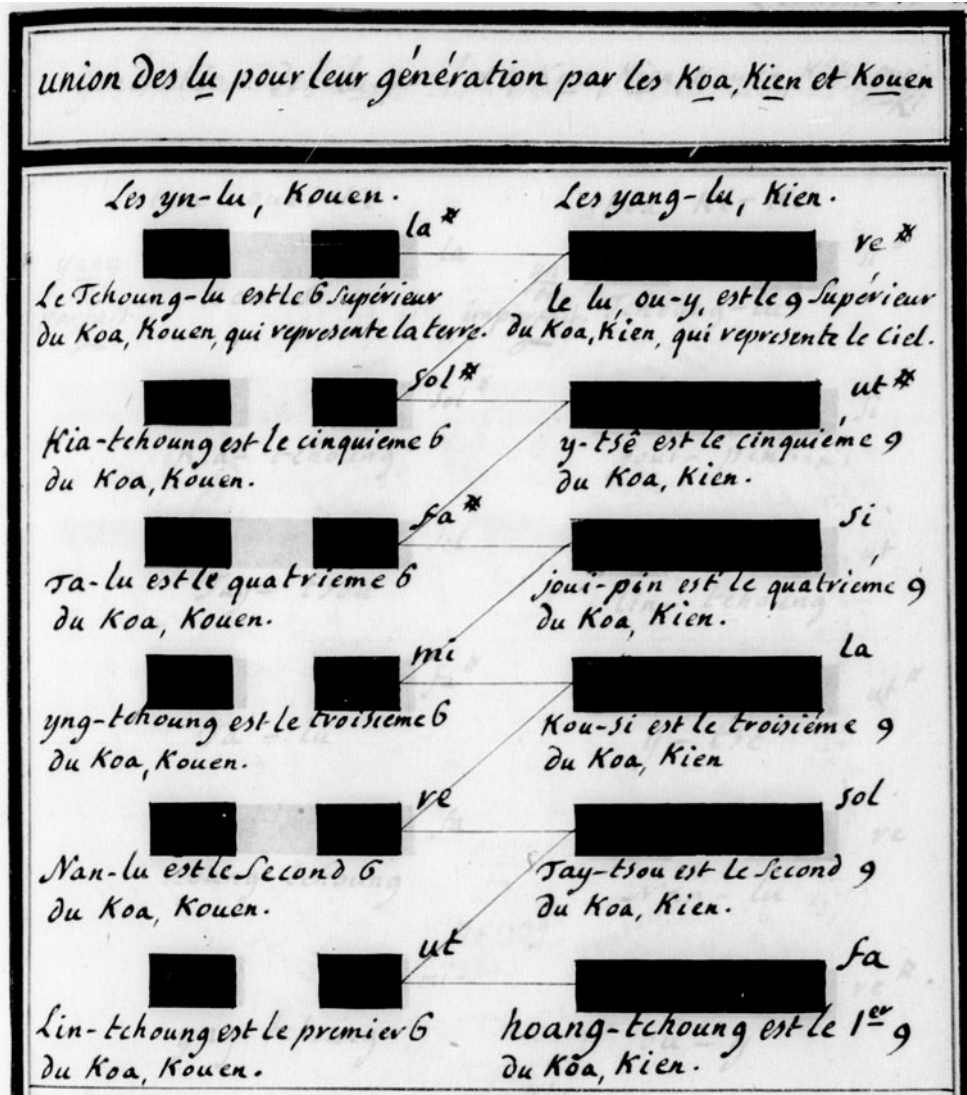 union des lu pour leur génération par les Koa, Kien et Kouen
Les yn-lu, Kouen.
Les yang-lu, Kien.
la #
re #
Le Tchoung-lu est le 6 Supérieur
du Koa, Kouen, qui represente la terre.
le lu, ou-y, est le 9 Supérieur
du Koa, Kien, qui represente le Ciel.
sol #
ut #
Kia-tchoung est le cinquieme 6
du Koa, Kouen.
y-tsê est le cinquiéme 9
du Koa, Kien.
fa #
si
Ta-lu est le quatrieme 6
du Koa, Kouen.
joui-pin est le quatriéme 9
du Koa, Kien.
mi
la
yng-tchoung est le troisieme 6
du Koa, Kouen.
Kou-si est le troisiéme 9
du Koa, Kien
re
sol
Nan-lu est le Second 6
du Koa, Kouen.
Tay-tsou est le Second 9
du Koa, Kien.
ut
fa
Lin-tchoung est le premier 6
du Koa, Kouen.
hoang-tchoung est le 1er 9
du Koa, Kien.